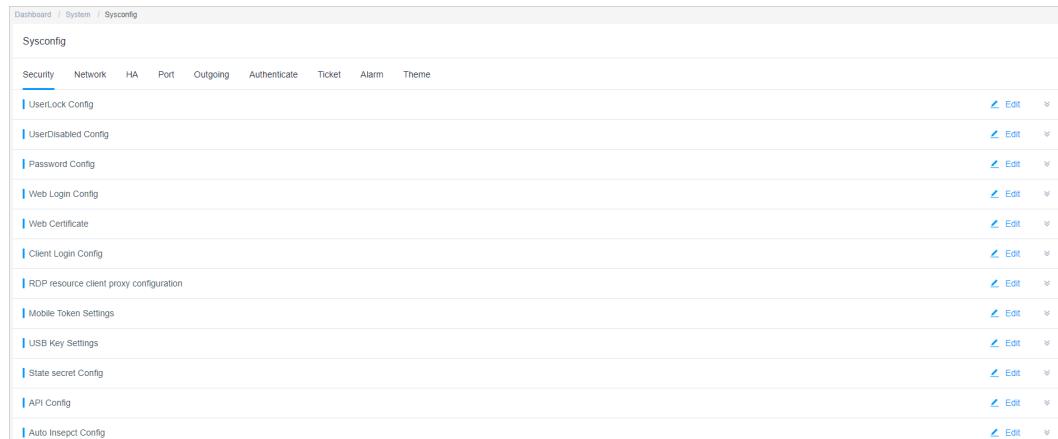 Dashboard / System / Sysconfig
Sysconfig
Security Network HA Port Outgoing Authenticate Ticket Alarm Theme
UserLock Config Edit
UserDisabled Config Edit
Password Config Edit
Web Login Config Edit
Web Certificate Edit
Client Login Config Edit
RDP resource client proxy configuration Edit
Mobile Token Settings Edit
USB Key Settings Edit
State secret Config Edit
API Config Edit
Auto Insepct Config Edit